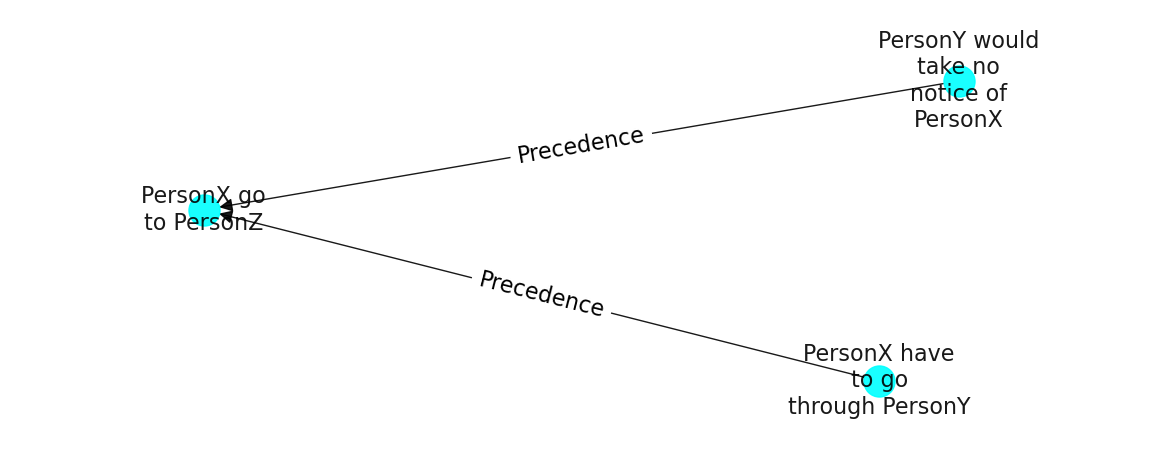 PersonY would
take no
notice of
PersonX
Precedence
PersonX go
to PersonZ
Precedence
PersonX have
to go
through PersonY